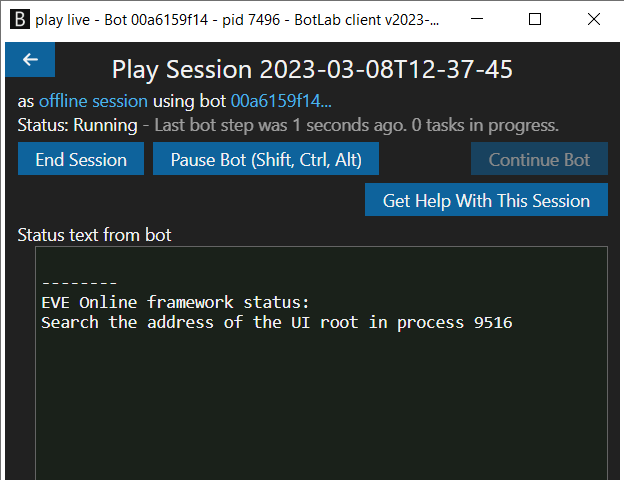 B play live - Bot 00a6159f14 - pid 7496 - BotLab client v2023-...
Play Session 2023-03-08T12-37-45
as offline session using bot 00a6159f14...
Status: Running - Last bot step was 1 seconds ago. 0 tasks in progress.
End Session Pause Bot (Shift, Ctrl, Alt) Continue Bot
Get Help With This Session
Status text from bot
--------
EVE Online framework status:
Search the address of the UI root in process 9516